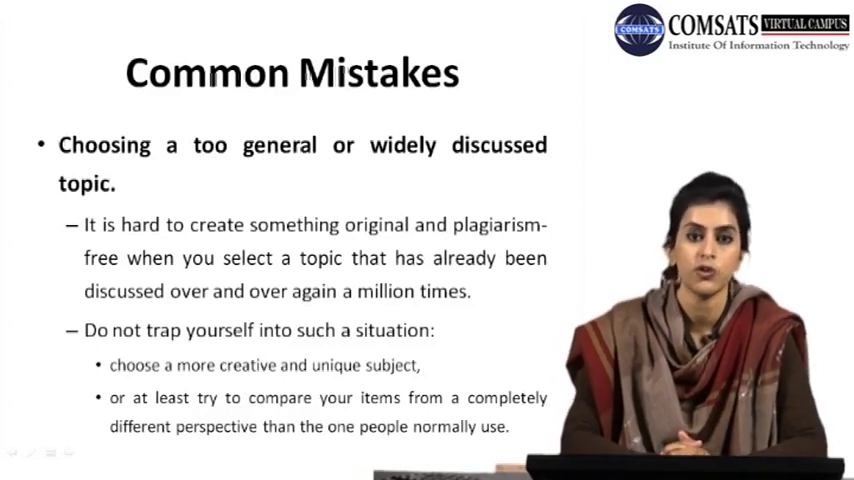 COMSATS VIRTUAL CAMPUS
COMSATS
Institute Of Information Technology
Common Mistakes
• Choosing a too general or widely discussed
topic.
– It is hard to create something original and plagiarism-
free when you select a topic that has already been
discussed over and over again a million times.
– Do not trap yourself into such a situation:
• choose a more creative and unique subject,
• or at least try to compare your items from a completely
different perspective than the one people normally use.